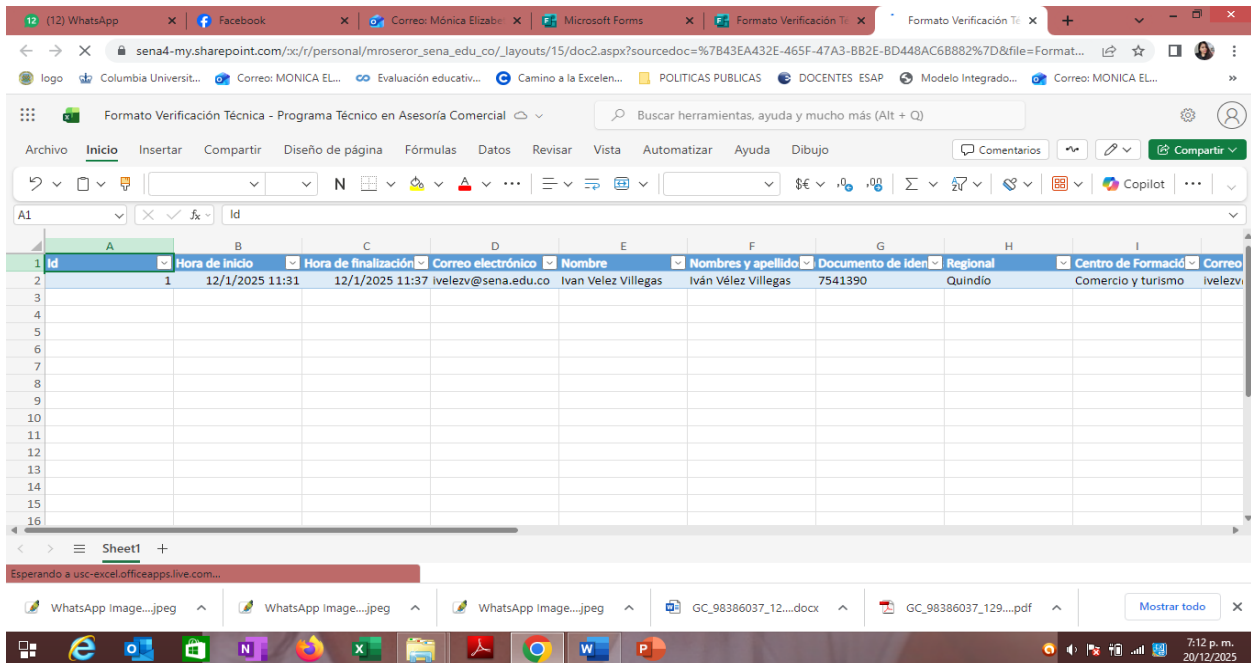 12 (12) WhatsApp Facebook Correo: Mónica Elizabe Microsoft Forms Formato Verificación Té Formato Verificación Té
sena4-my.sharepoint.com/:x:/r/personal/mroseror_sena_edu_co/_layouts/15/doc2.aspx?sourcedoc=%7B43EA432E-465F-47A3-BB2E-BD448AC6B882%7D&file=Format...
logo Columbia Universit... Correo: MONICA EL... Evaluación educativ... Camino a la Excelen... POLITICAS PUBLICAS DOCENTES ESAP Modelo Integrado... Correo: MONICA EL... »
Formato Verificación Técnica - Programa Técnico en Asesoría Comercial Buscar herramientas, ayuda y mucho más (Alt + Q)
Archivo Inicio Insertar Compartir Diseño de página Fórmulas Datos Revisar Vista Automatizar Ayuda Dibujo Comentarios Compartir
N A $€ Copilot
A1 fx Id
A B C D E F G H I
1 Id Hora de inicio Hora de finalización Correo electrónico Nombre Nombres y apellido Documento de iden Regional Centro de Formació Correo
2 1 12/1/2025 11:31 12/1/2025 11:37 ivelezv@sena.edu.co Ivan Velez Villegas Iván Vélez Villegas 7541390 Quindío Comercio y turismo ivelezv
3
4
5
6
7
8
9
10
11
12
13
14
15
16
Sheet1 +
Esperando a usc-excel.officeapps.live.com...
WhatsApp Image....jpeg WhatsApp Image....jpeg WhatsApp Image....jpeg GC_98386037_12....docx GC_98386037_129....pdf Mostrar todo
7:12 p. m.
20/12/2025